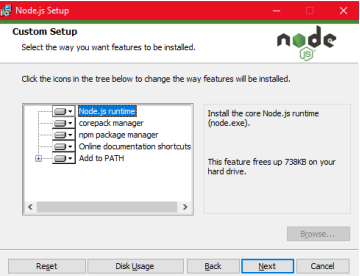 Node.js Setup
Custom Setup
Select the way you want features to be installed.
node
JS
Click the icons in the tree below to change the way features will be installed.
Node.js runtime
corepack manager
npm package manager
Online documentation shortcuts
Add to PATH
Install the core Node.js runtime
(node.exe).
This feature frees up 738KB on your
hard drive.
Browse...
Reset
Disk Usage
Back
Next
Cancel